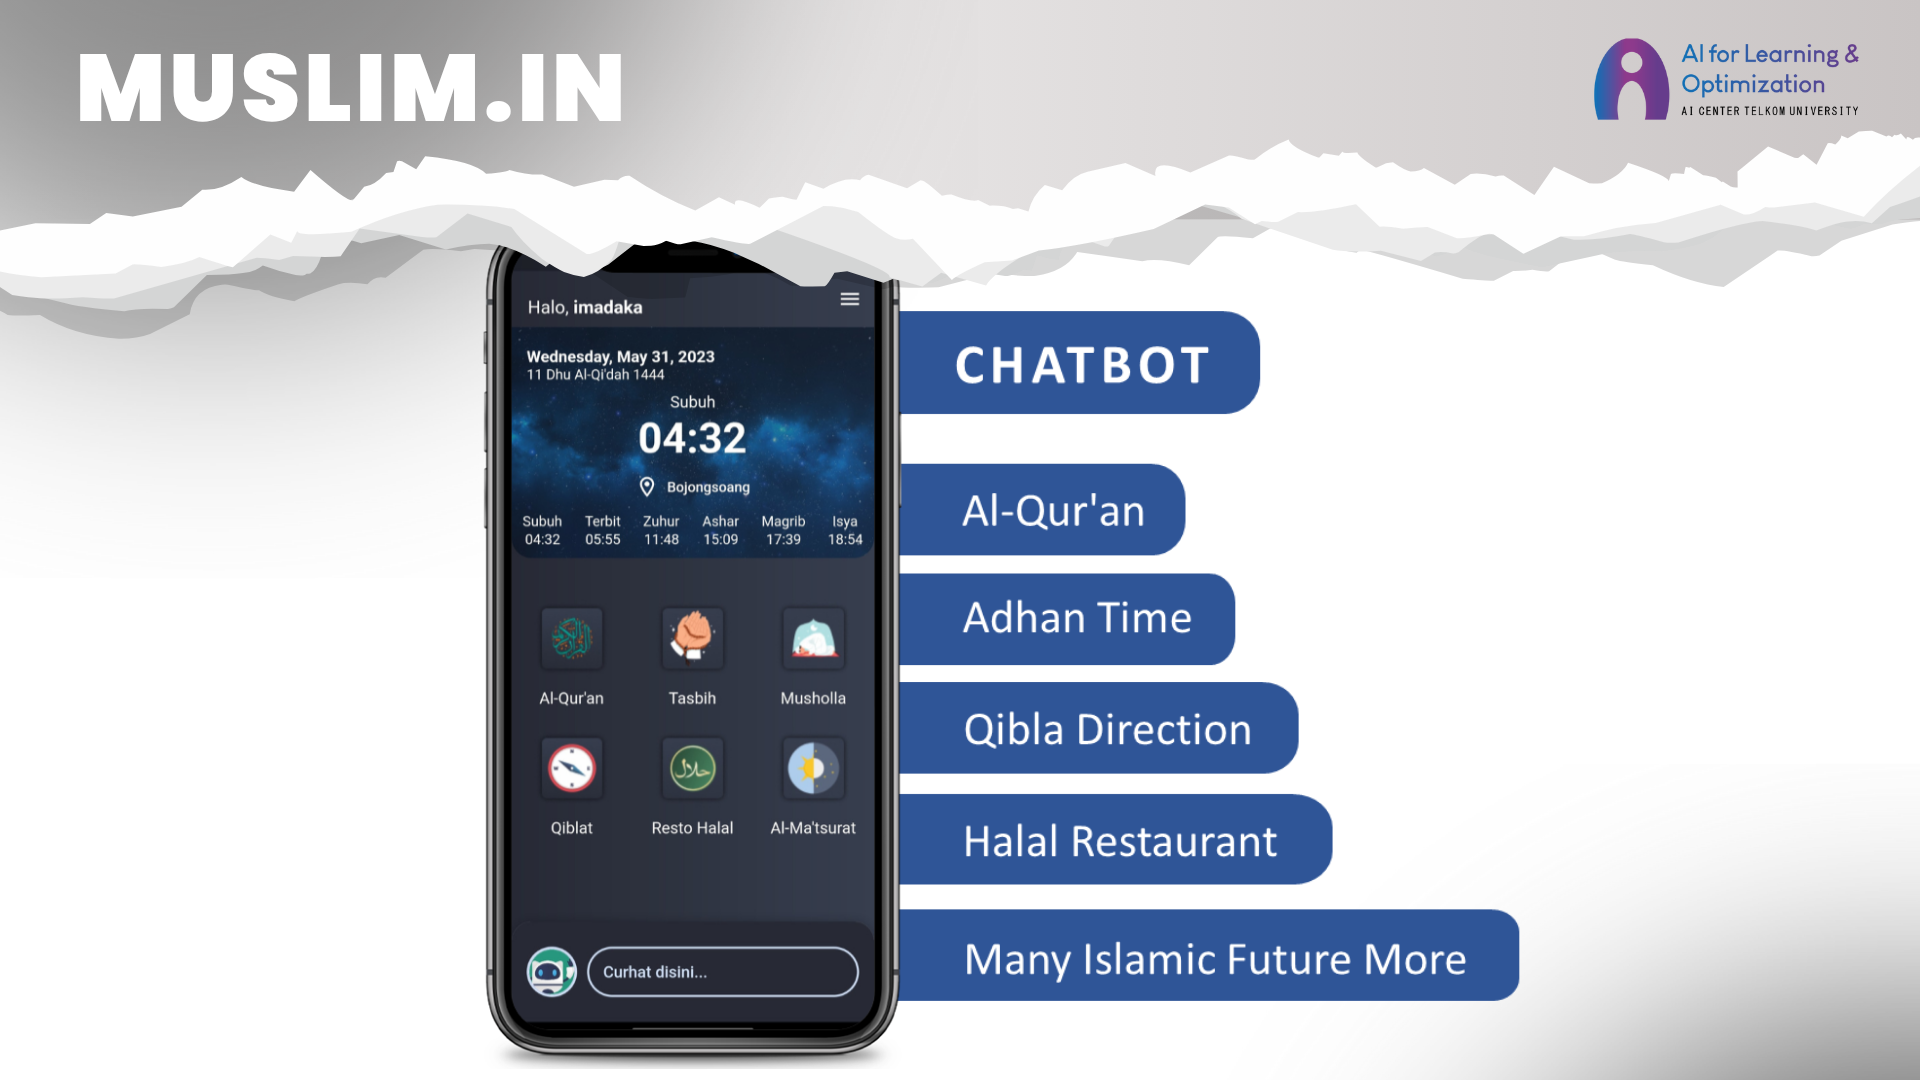 MUSLIM.IN
AI for Learning &
Optimization
AI CENTER TELKOM UNIVERSITY
Halo, imadaka
Wednesday, May 31, 2023
11 Dhu Al-Qi'dah 1444
Subuh
04:32
Bojongsoang
Subuh Terbit Zuhur Ashar Magrib Isya
04:32 05:55 11:48 15:09 17:39 18:54
Al-Qur'an Tasbih Musholla
حلال
Qiblat Resto Halal Al-Ma'tsurat
Curhat disini...
CHATBOT
Al-Qur'an
Adhan Time
Qibla Direction
Halal Restaurant
Many Islamic Future More